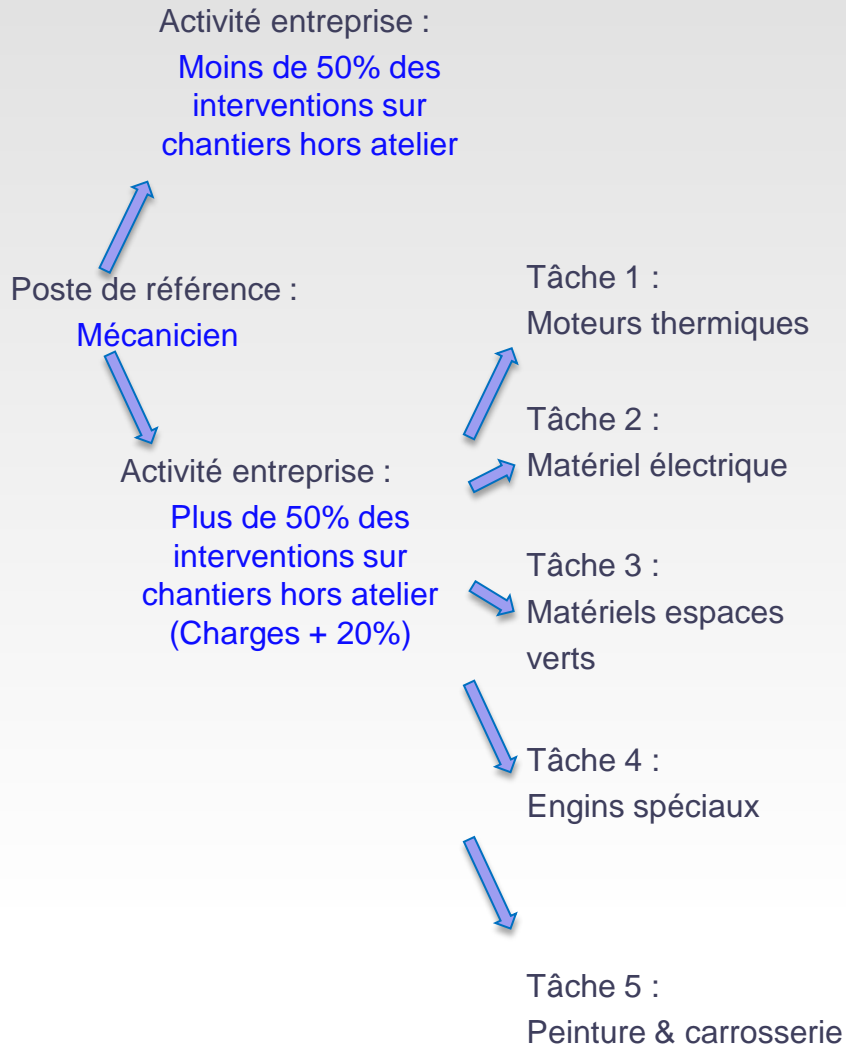 Activité entreprise :
Moins de 50% des
interventions sur
chantiers hors atelier
Poste de référence :
Mécanicien
Activité entreprise :
Plus de 50% des
interventions sur
chantiers hors atelier
(Charges + 20%)
Tâche 1 :
Moteurs thermiques
Tâche 2 :
Matériel électrique
Tâche 3 :
Matériels espaces
verts
Tâche 4 :
Engins spéciaux
Tâche 5 :
Peinture & carrosserie